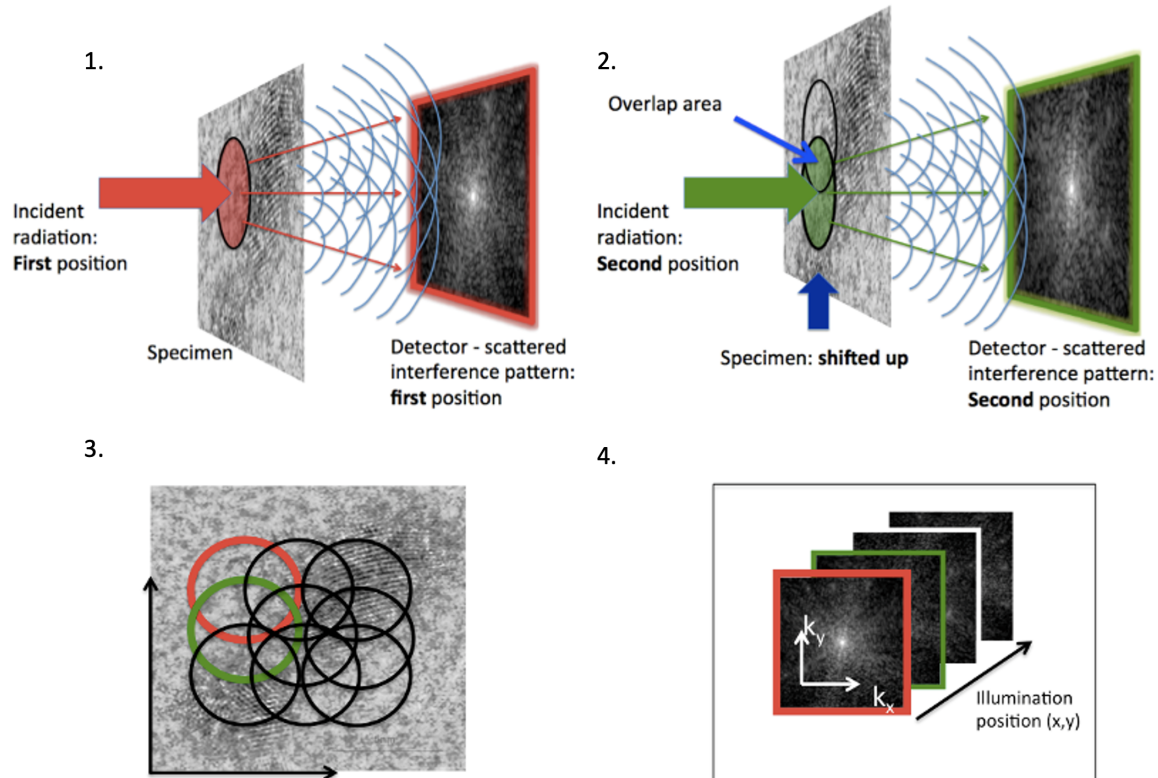 1.
Incident
radiation:
First position
Specimen
Detector - scattered
interference pattern:
first position
2.
Overlap area
Incident
radiation:
Second position
Specimen: shifted up
Detector - scattered
interference pattern:
Second position
3.
4.
ky
kx
Illumination
position (x,y)